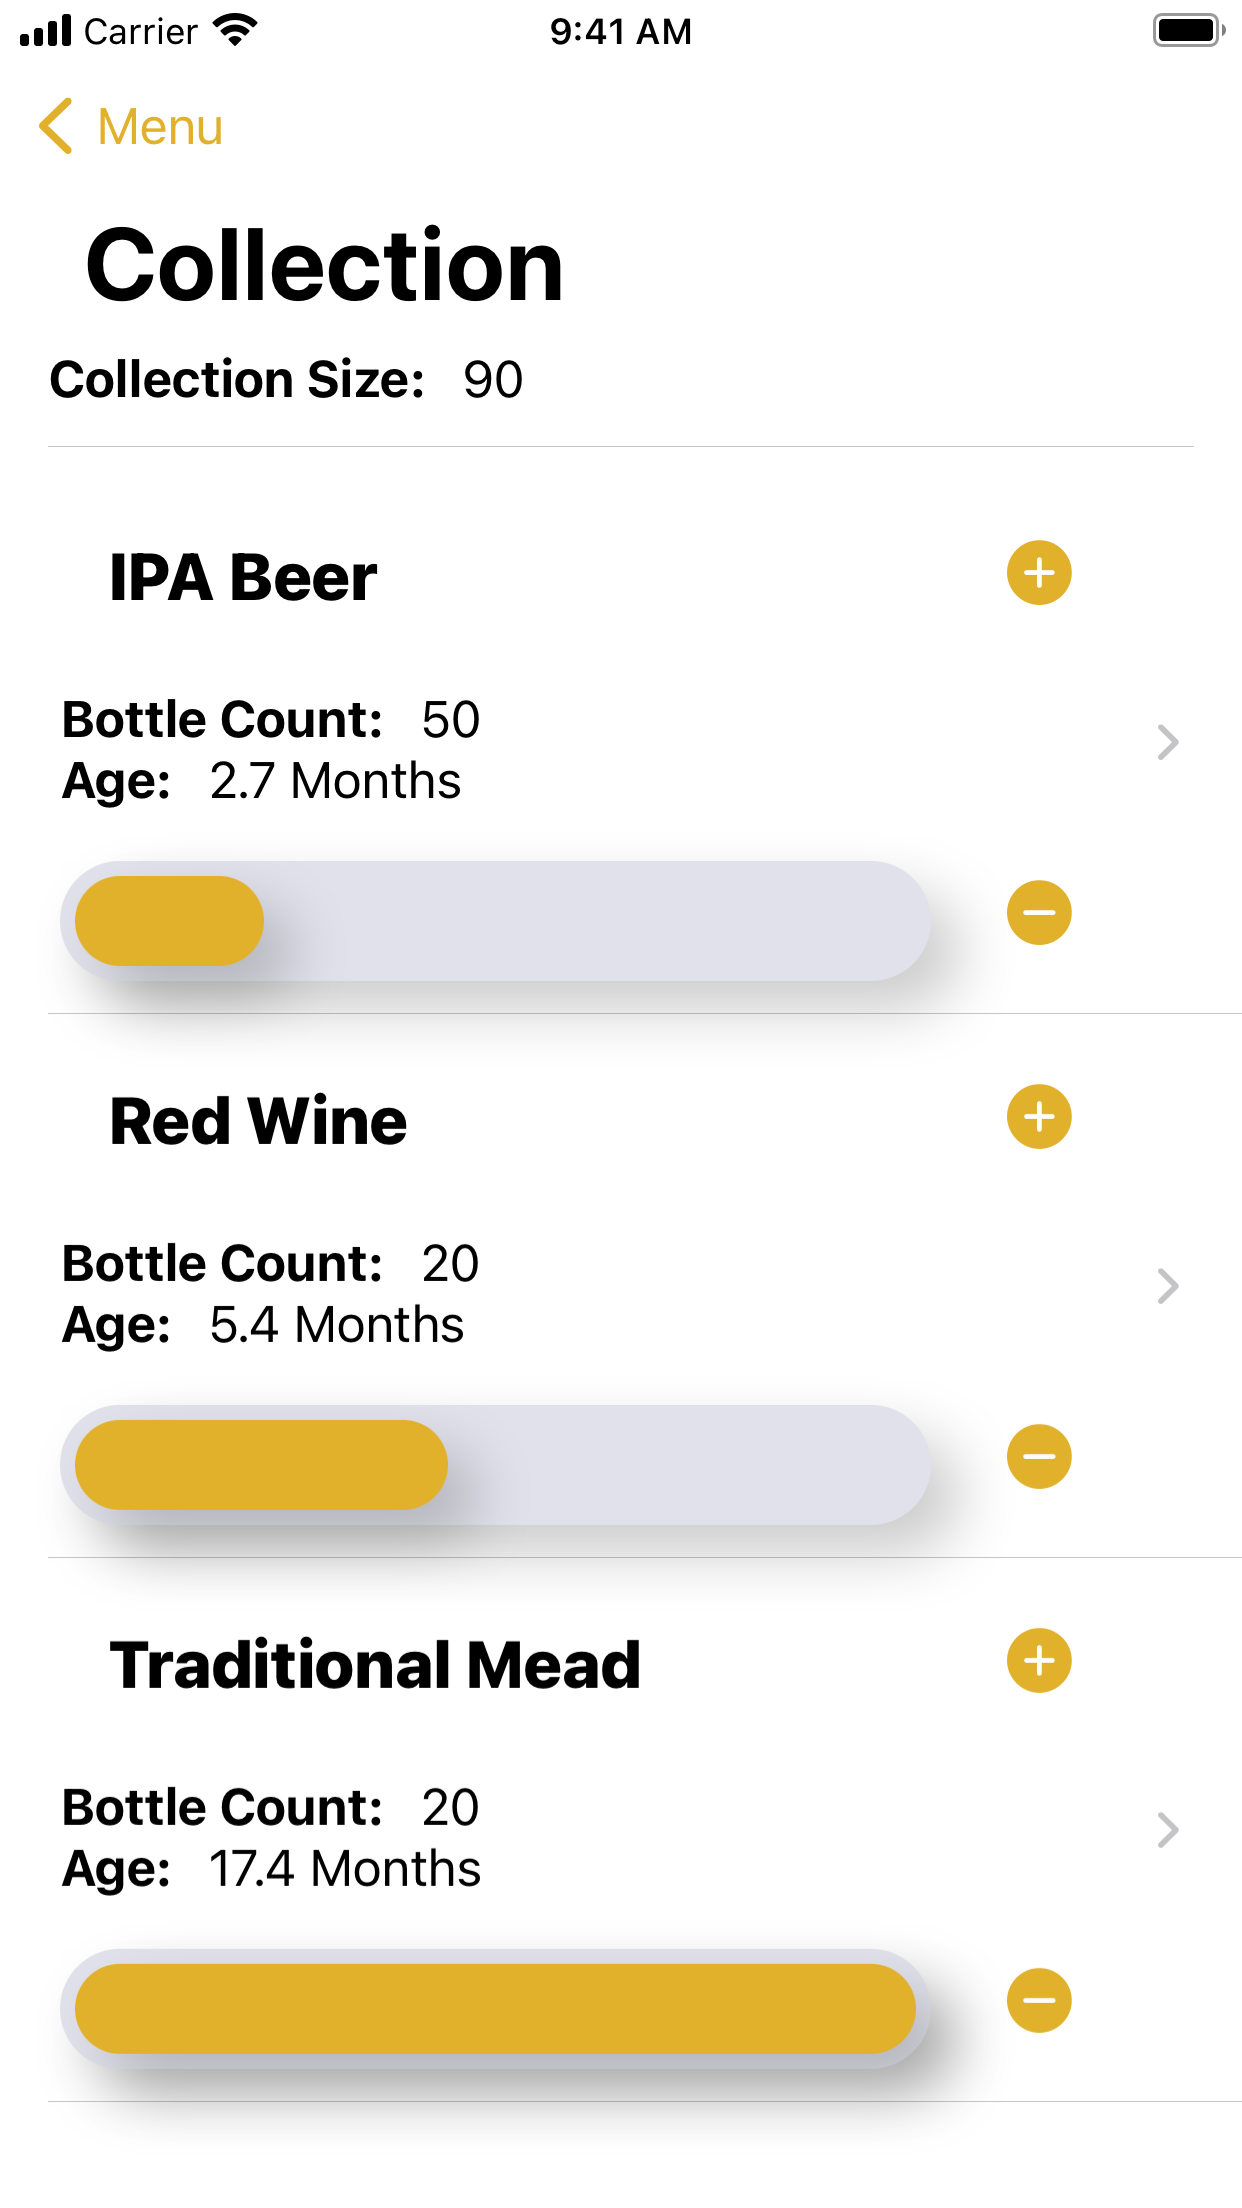 Carrier 9:41 AM
Menu
Collection
Collection Size: 90
IPA Beer
Bottle Count: 50
Age: 2.7 Months
Red Wine
Bottle Count: 20
Age: 5.4 Months
Traditional Mead
Bottle Count: 20
Age: 17.4 Months